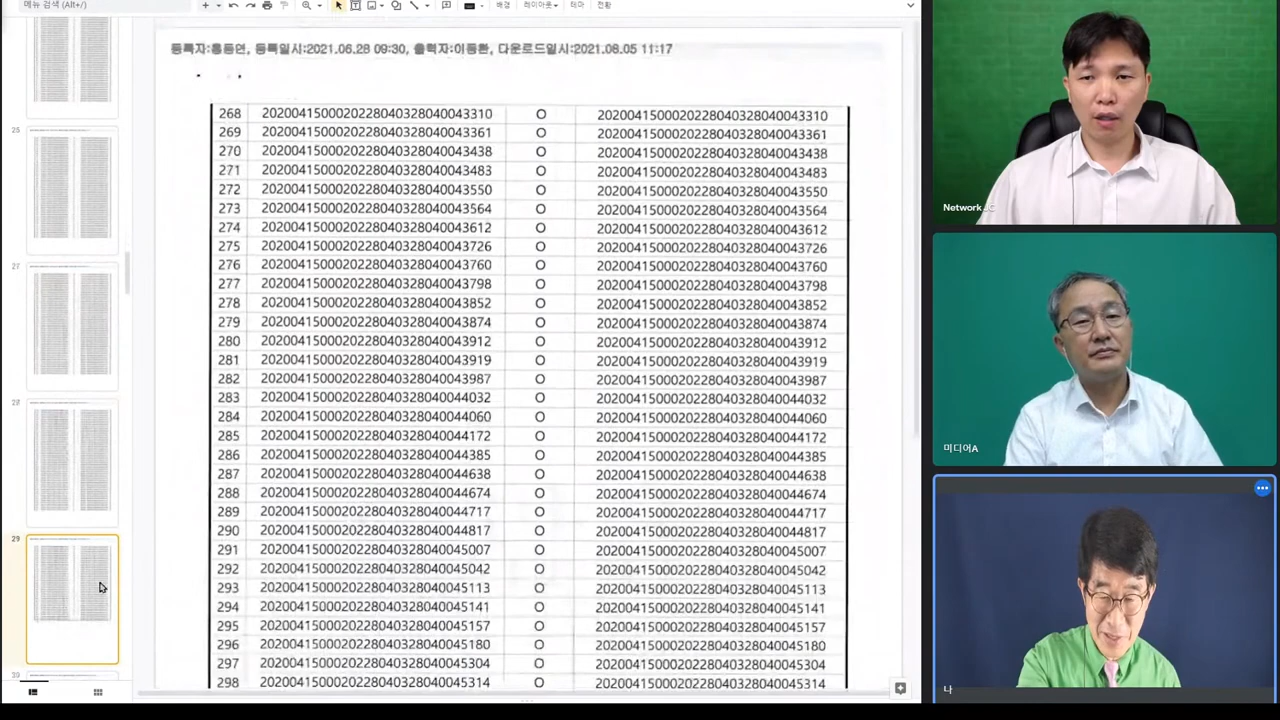 메뉴 검색 (Alt+/)
배경
레이아웃
테마
전환
등록자:홍동연, 등록일시:2021.06.28 09:30, 출력자:이동환, 다운로드일시:2021.08.05 11:17
268 2020041500020228040328040043310 O 2020041500020228040328040043310
269 2020041500020228040328040043361 O 2020041500020228040328040043361
270 2020041500020228040328040043438 O 2020041500020228040328040043438
271 2020041500020228040328040043483 O 2020041500020228040328040043483
272 2020041500020228040328040043550 O 2020041500020228040328040043550
273 2020041500020228040328040043564 O 2020041500020228040328040043564
274 2020041500020228040328040043612 O 2020041500020228040328040043612
275 2020041500020228040328040043726 O 2020041500020228040328040043726
276 2020041500020228040328040043760 O 2020041500020228040328040043760
277 2020041500020228040328040043798 O 2020041500020228040328040043798
278 2020041500020228040328040043852 O 2020041500020228040328040043852
279 2020041500020228040328040043874 O 2020041500020228040328040043874
280 2020041500020228040328040043912 O 2020041500020228040328040043912
281 2020041500020228040328040043919 O 2020041500020228040328040043919
282 2020041500020228040328040043987 O 2020041500020228040328040043987
283 2020041500020228040328040044032 O 2020041500020228040328040044032
284 2020041500020228040328040044060 O 2020041500020228040328040044060
285 2020041500020228040328040044172 O 2020041500020228040328040044172
286 2020041500020228040328040044385 O 2020041500020228040328040044385
287 2020041500020228040328040044638 O 2020041500020228040328040044638
288 2020041500020228040328040044674 O 2020041500020228040328040044674
289 2020041500020228040328040044717 O 2020041500020228040328040044717
290 2020041500020228040328040044817 O 2020041500020228040328040044817
291 2020041500020228040328040045007 O 2020041500020228040328040045007
292 2020041500020228040328040045042 O 2020041500020228040328040045042
293 2020041500020228040328040045113 O 2020041500020228040328040045113
294 2020041500020228040328040045141 O 2020041500020228040328040045141
295 2020041500020228040328040045157 O 2020041500020228040328040045157
296 2020041500020228040328040045180 O 2020041500020228040328040045180
297 2020041500020228040328040045304 O 2020041500020228040328040045304
298 2020041500020228040328040045314 O 2020041500020228040328040045314
25
27
29
Network
미디어A
나